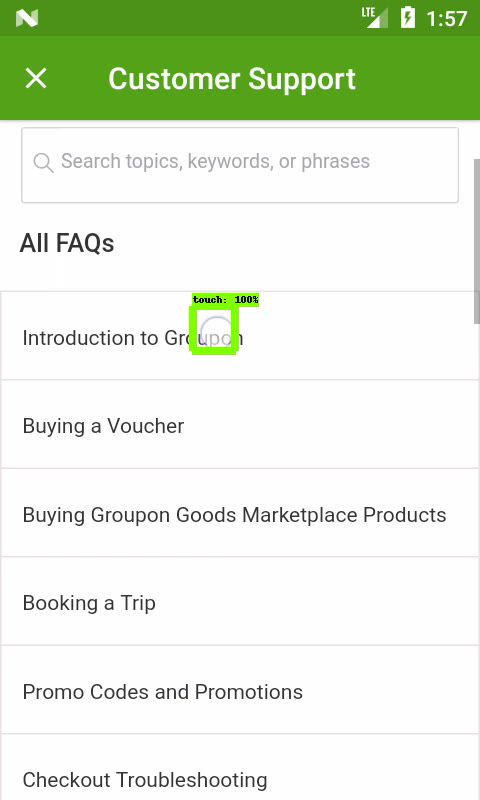 LTE 1:57
Customer Support
Search topics, keywords, or phrases
All FAQs
touch: 100%
Introduction to Groupon
Buying a Voucher
Buying Groupon Goods Marketplace Products
Booking a Trip
Promo Codes and Promotions
Checkout Troubleshooting